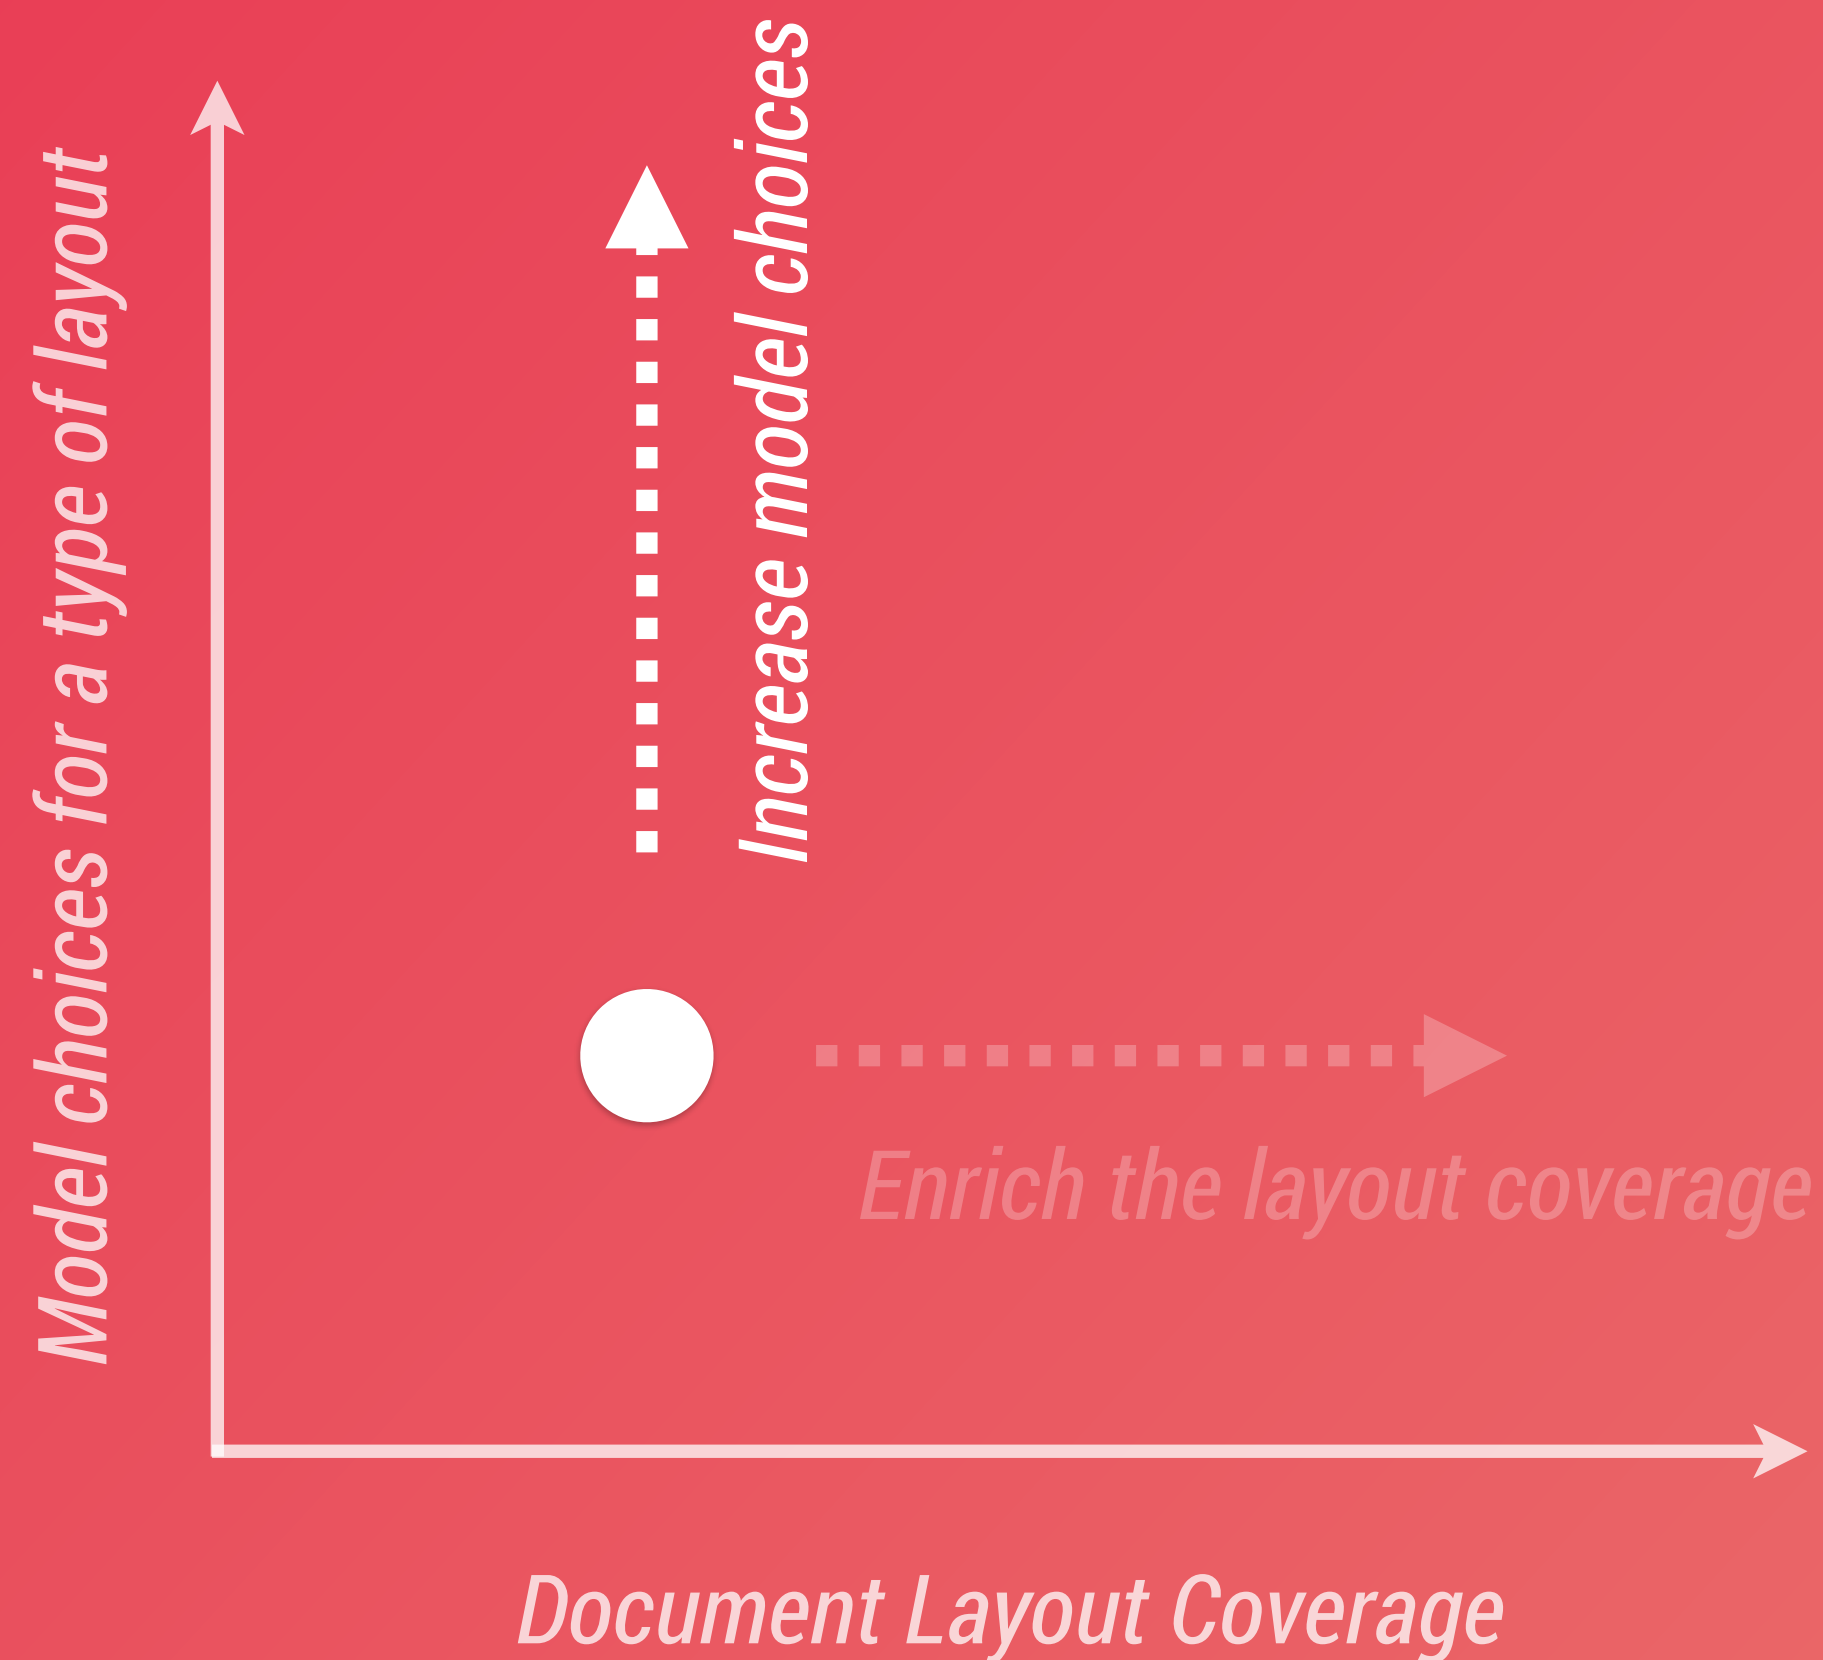 Model choices for a type of layout
Increase model choices
Enrich the layout coverage
Document Layout Coverage